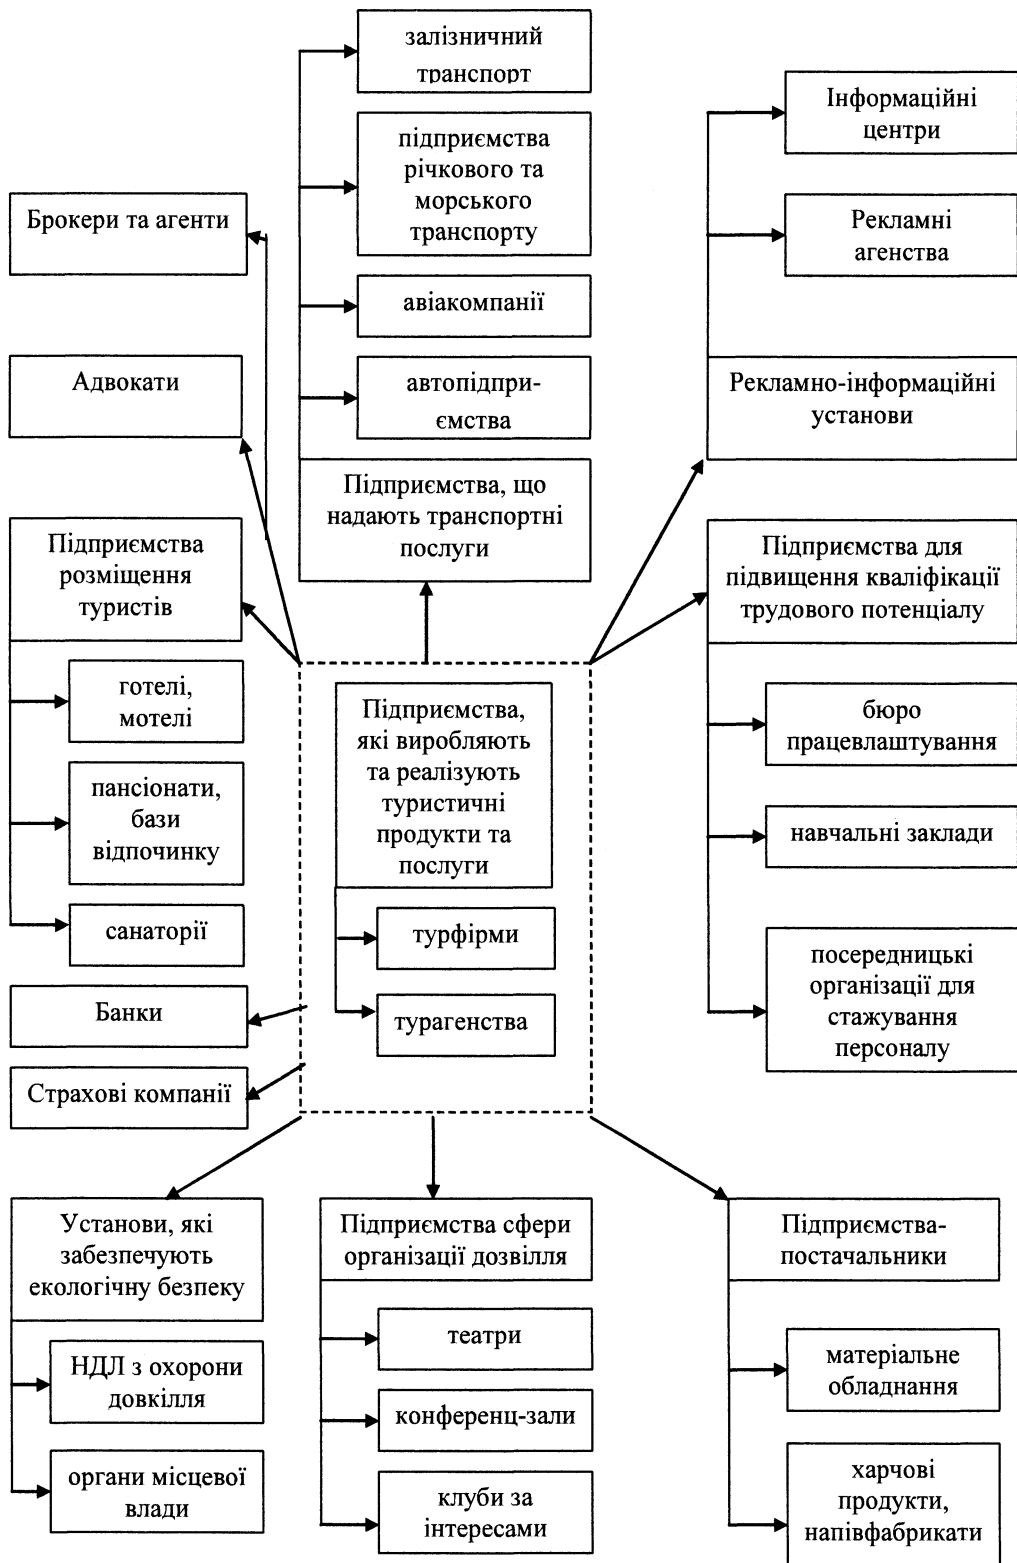 залізничний
транспорт
підприємства
річкового та
морського
транспорту
авіакомпанії
автопідпри-
ємства
Підприємства, що
надають транспортні
послуги
Інформаційні
центри
Рекламні
агенства
Рекламно-інформаційні
установи
Брокери та агенти
Адвокати
Підприємства
розміщення
туристів
готелі,
мотелі
пансіонати,
бази
відпочинку
санаторії
Банки
Страхові компанії
Підприємства,
які виробляють
та реалізують
туристичні
продукти та
послуги
турфірми
турагенства
Підприємства для
підвищення кваліфікації
трудового потенціалу
бюро
працевлаштування
навчальні заклади
посередницькі
організації для
стажування
персоналу
Установи, які
забезпечують
екологічну безпеку
НДЛ з охорони
довкілля
органи місцевої
влади
Підприємства сфери
організації дозвілля
театри
конференц-зали
клуби за
інтересами
Підприємства-
постачальники
матеріальне
обладнання
харчові
продукти,
напівфабрикати